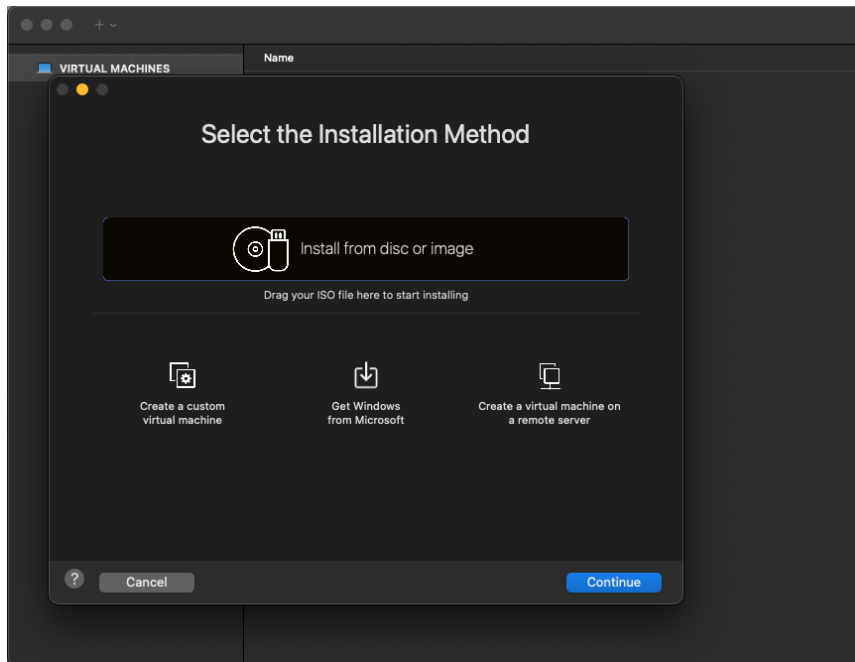 Name
VIRTUAL MACHINES
Select the Installation Method
Install from disc or image
Drag your ISO file here to start installing
Create a custom
virtual machine
Get Windows
from Microsoft
Create a virtual machine on
a remote server
?
Cancel
Continue